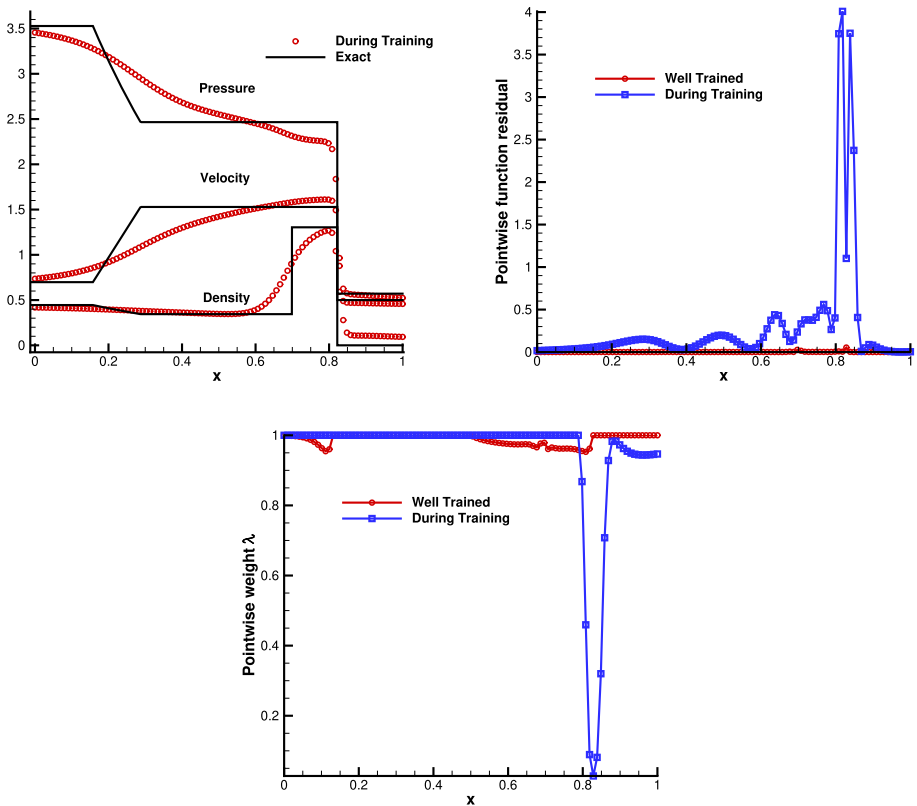 3.5
3
2.5
2
1.5
1
0.5
0
During Training
Exact
Pressure
Velocity
Density
0
0.2
0.4
0.6
0.8
1
x
Pointwise function residual
4
3.5
3
2.5
2
1.5
1
0.5
0
Well Trained
During Training
0
0.2
0.4
0.6
0.8
1
x
Pointwise weight λ
1
0.8
0.6
0.4
0.2
Well Trained
During Training
0
0.2
0.4
0.6
0.8
1
x